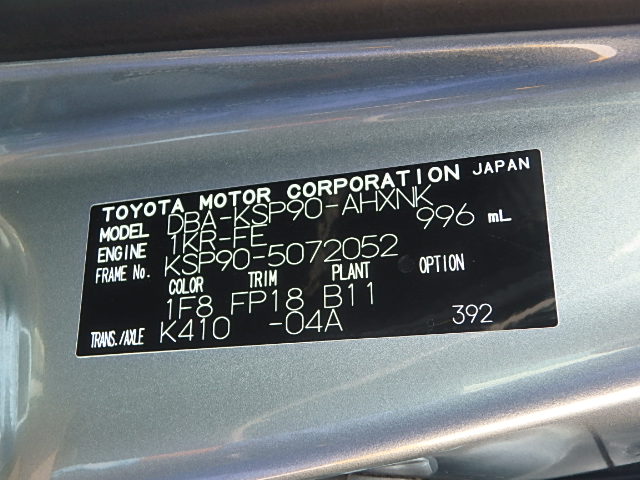 TOYOTA MOTOR CORPORATION JAPAN
MODEL DBA-KSP90-AHXNK
ENGINE 1KR-FE 996 mL
FRAME No. KSP90-5072052
COLOR TRIM PLANT OPTION
1F8 FP18 B11
TRANS./AXLE K410 -04A 392